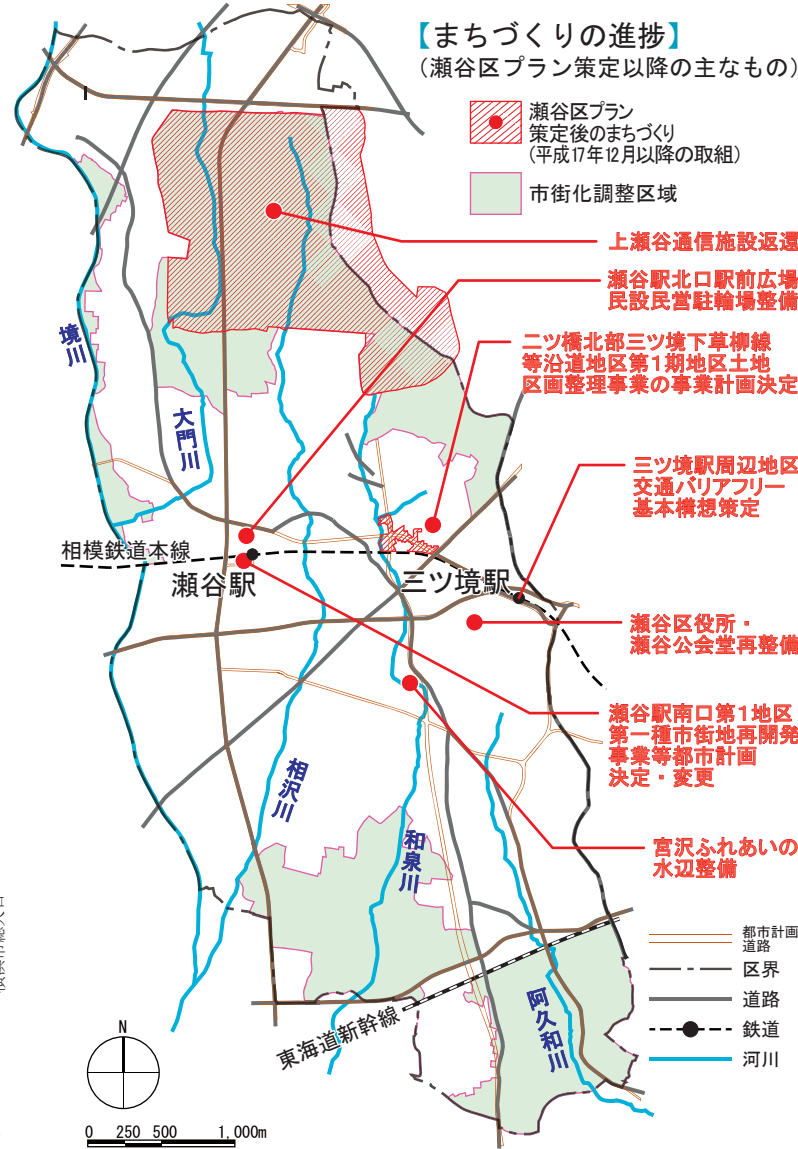 【まちづくりの進捗】
(瀬谷区プラン策定以降の主なもの)
瀬谷区プラン
策定後のまちづくり
(平成17年12月以降の取組)
市街化調整区域
上瀬谷通信施設返還
瀬谷駅北口駅前広場
民設民営駐輪場整備
二ツ橋北部三ツ境下草柳線
等沿道地区第1期地区土地
区画整理事業の事業計画決定
三ツ境駅周辺地区
交通バリアフリー
基本構想策定
瀬谷区役所・
瀬谷公会堂再整備
瀬谷駅南口第1地区
第一種市街地再開発
事業等都市計画
決定・変更
宮沢ふれあいの
水辺整備
境川
大門川
相模鉄道本線
瀬谷駅
三ツ境駅
相沢川
和泉川
阿久和川
東海道新幹線
都市計画
道路
区界
道路
鉄道
河川
N
0 250 500 1,000m